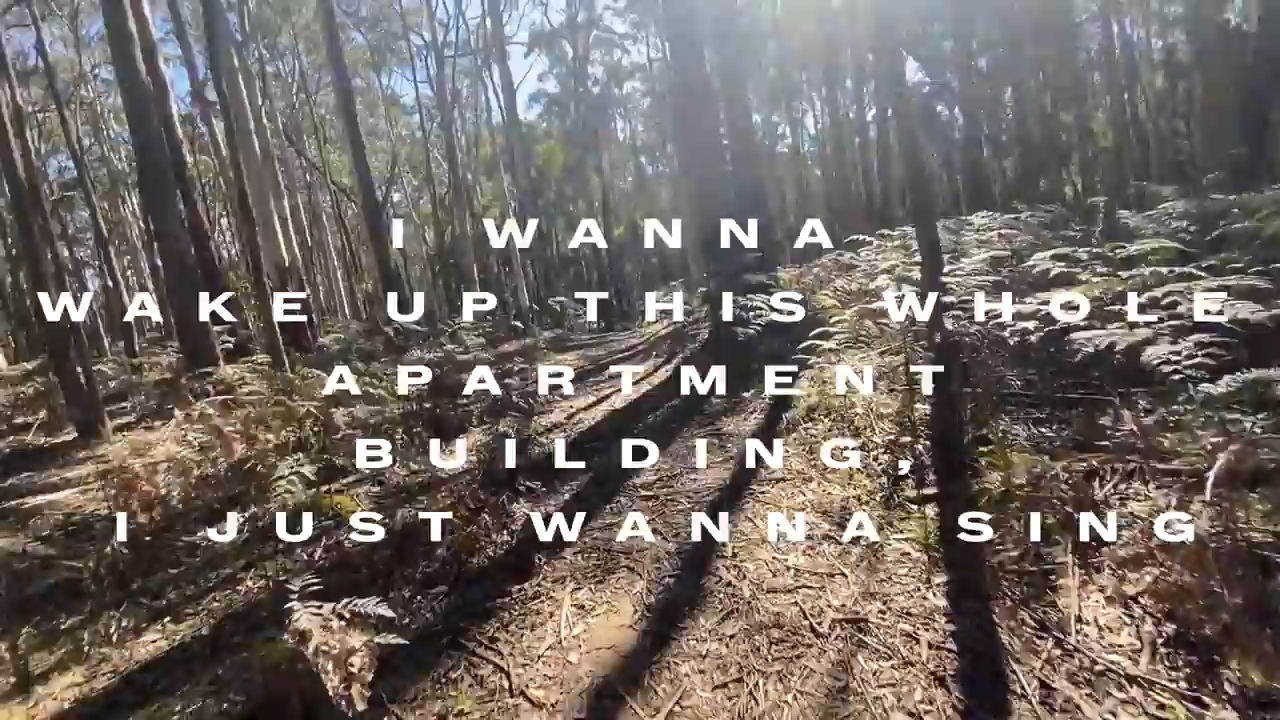 I WANNA
WAKE UP THIS WHOLE
APARTMENT
BUILDING,
I JUST WANNA SING